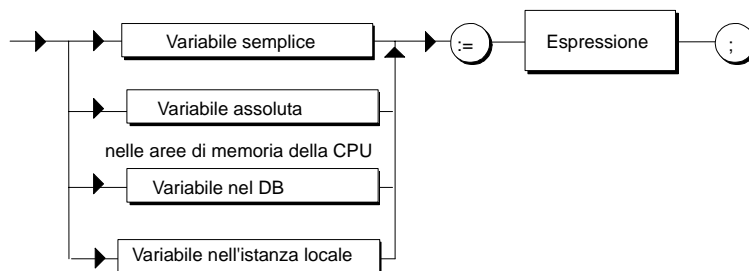 Variabile semplice := Espressione ;
Variabile assoluta
nelle aree di memoria della CPU
Variabile nel DB
Variabile nell'istanza locale